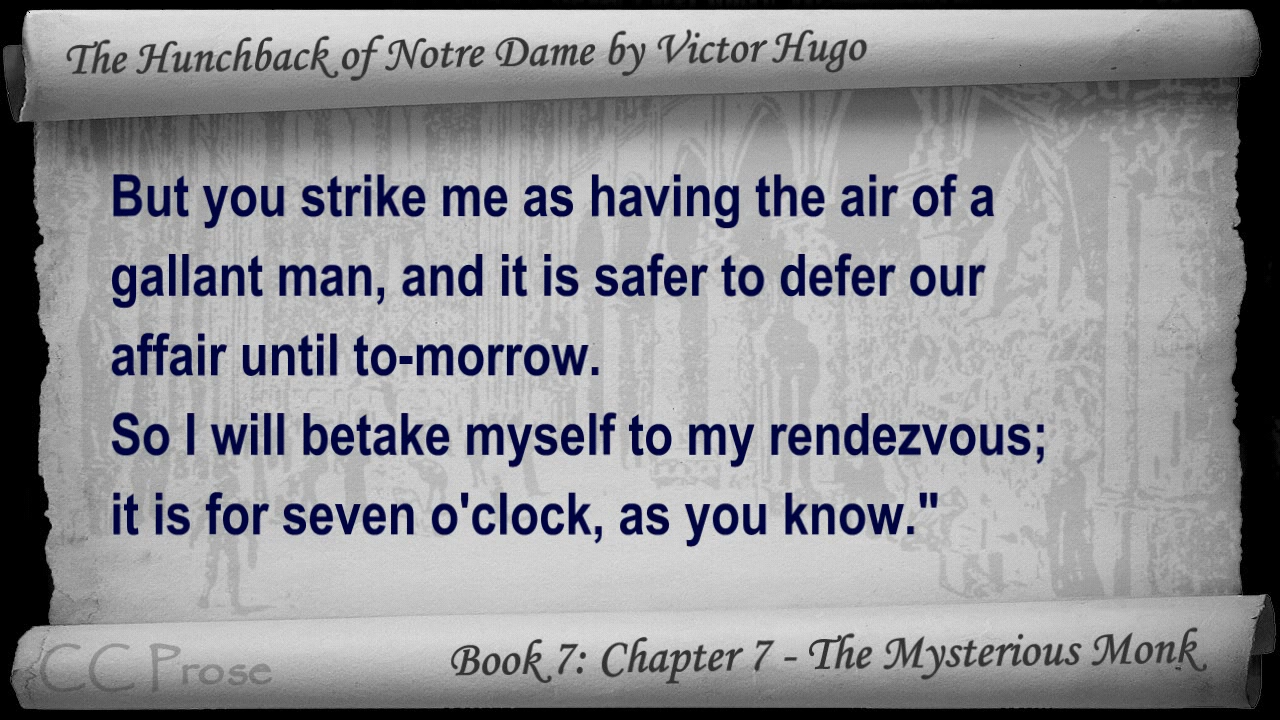 The Hunchback of Notre Dame by Victor Hugo
But you strike me as having the air of a
gallant man, and it is safer to defer our
affair until to-morrow.
So I will betake myself to my rendezvous;
it is for seven o'clock, as you know."
CC Prose
Book 7: Chapter 7 - The Mysterious Monk